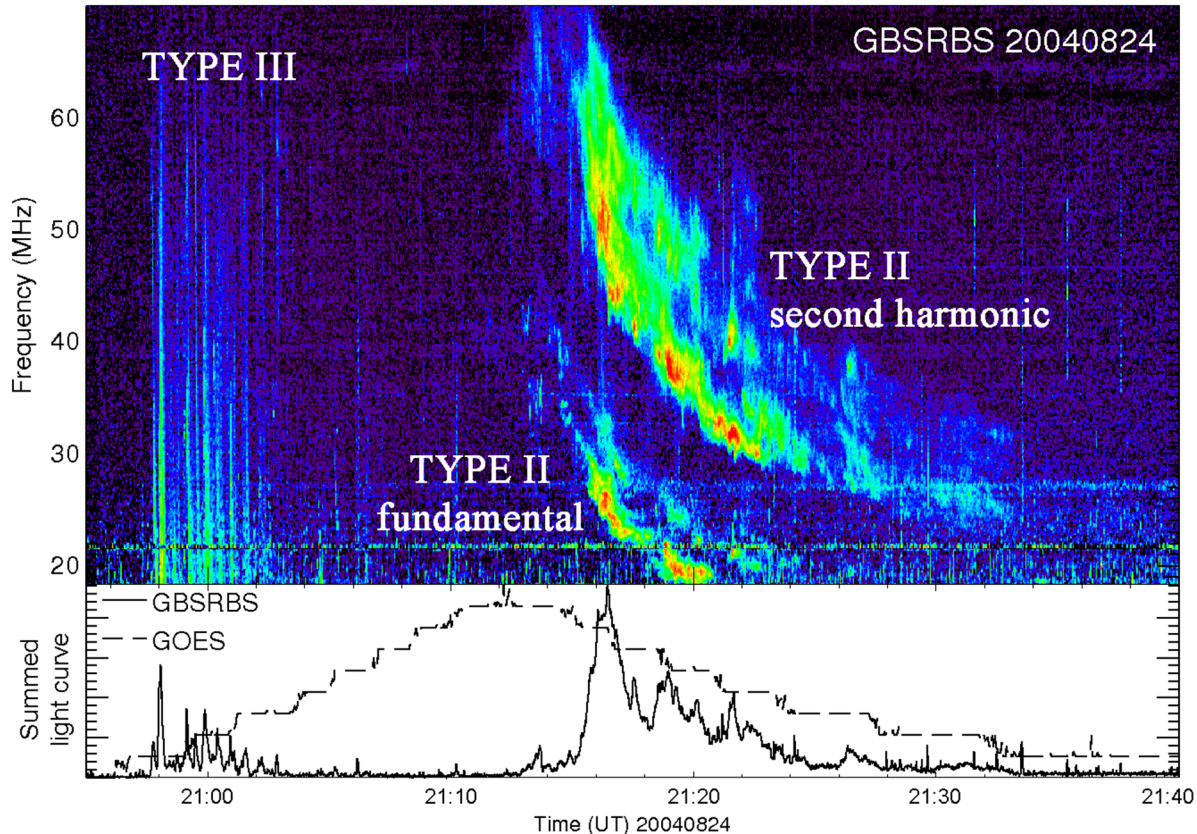 GBSRBS 20040824
TYPE III
60
50
40
30
20
Frequency (MHz)
TYPE II
second harmonic
TYPE II
fundamental
GBSRBS
GOES
Summed
light curve
21:00
21:10
21:20
21:30
21:40
Time (UT) 20040824